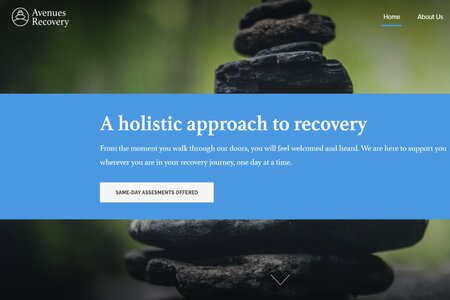 Avenues
Recovery
Home
About Us
A holistic approach to recovery
From the moment you walk through our doors, you will feel welcomed and heard. We are here to support you
wherever you are in your recovery journey, one day at a time.
SAME-DAY ASSESMENTS OFFERED